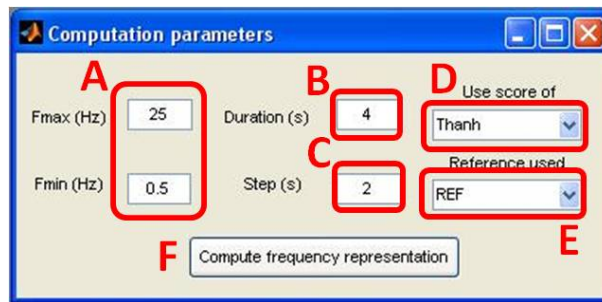 Computation parameters
A
B
D
Use score of
Fmax (Hz) 25 Duration (s) 4 Thanh
C
Reference used
Fmin (Hz) 0.5 Step (s) 2 REF
E
F Compute frequency representation